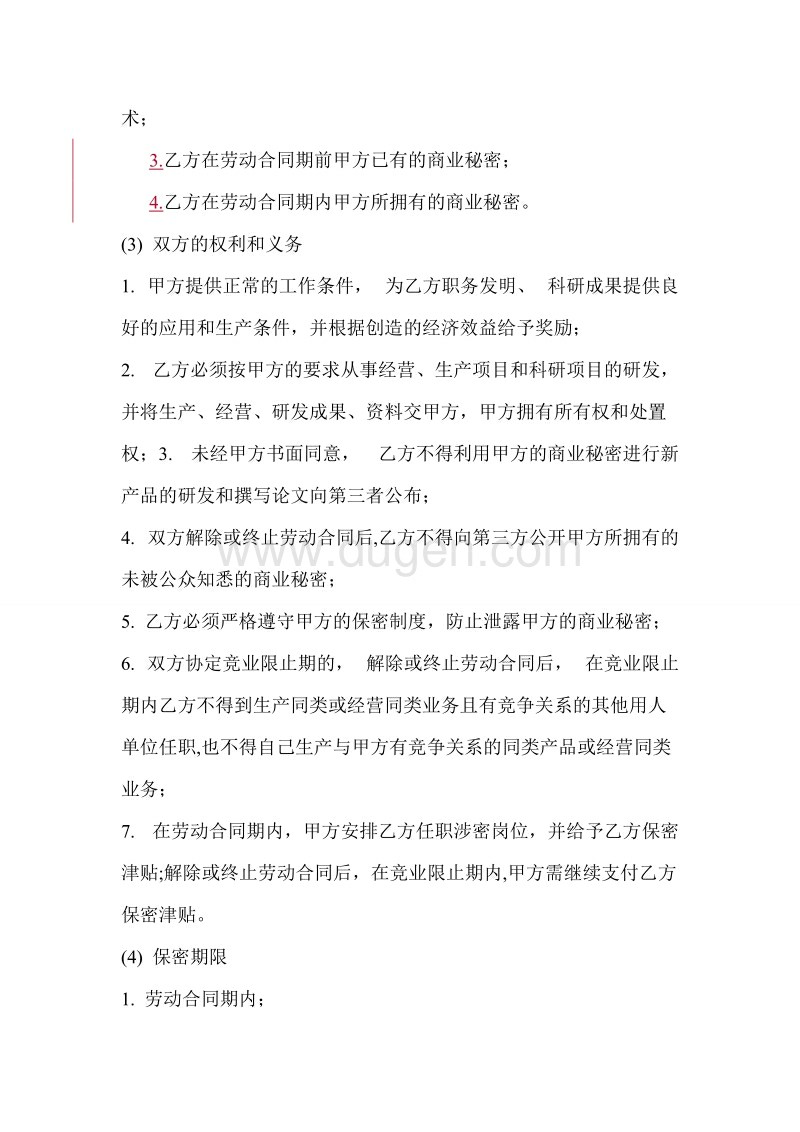 术；
3.乙方在劳动合同期前甲方已有的商业秘密；
4.乙方在劳动合同期内甲方所拥有的商业秘密。
(3) 双方的权利和义务
1. 甲方提供正常的工作条件， 为乙方职务发明、 科研成果提供良
好的应用和生产条件，并根据创造的经济效益给予奖励；
2. 乙方必须按甲方的要求从事经营、生产项目和科研项目的研发，
并将生产、经营、研发成果、资料交甲方，甲方拥有所有权和处置
权；3. 未经甲方书面同意， 乙方不得利用甲方的商业秘密进行新
产品的研发和撰写论文向第三者公布；
4. 双方解除或终止劳动合同后,乙方不得向第三方公开甲方所拥有的
www.dugen.com
未被公众知悉的商业秘密；
5. 乙方必须严格遵守甲方的保密制度，防止泄露甲方的商业秘密；
6. 双方协定竞业限止期的， 解除或终止劳动合同后， 在竞业限止
期内乙方不得到生产同类或经营同类业务且有竞争关系的其他用人
单位任职,也不得自己生产与甲方有竞争关系的同类产品或经营同类
业务；
7. 在劳动合同期内，甲方安排乙方任职涉密岗位，并给予乙方保密
津贴;解除或终止劳动合同后，在竞业限止期内,甲方需继续支付乙方
保密津贴。
(4) 保密期限
1. 劳动合同期内；